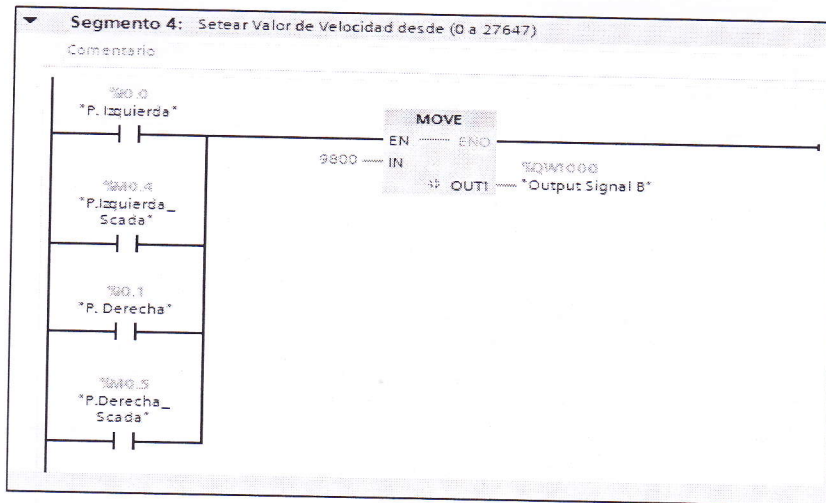 Segmento 4: Setear Valor de Velocidad desde (0 a 27647)
Comentario
%I0.0
"P. Izquierda"
MOVE
EN ENO
9800 IN
%QW1000
OUT1 "Output Signal B"
%M0.4
"P.Izquierda_
Scada"
%I0.1
"P. Derecha"
%M0.5
"P.Derecha_
Scada"